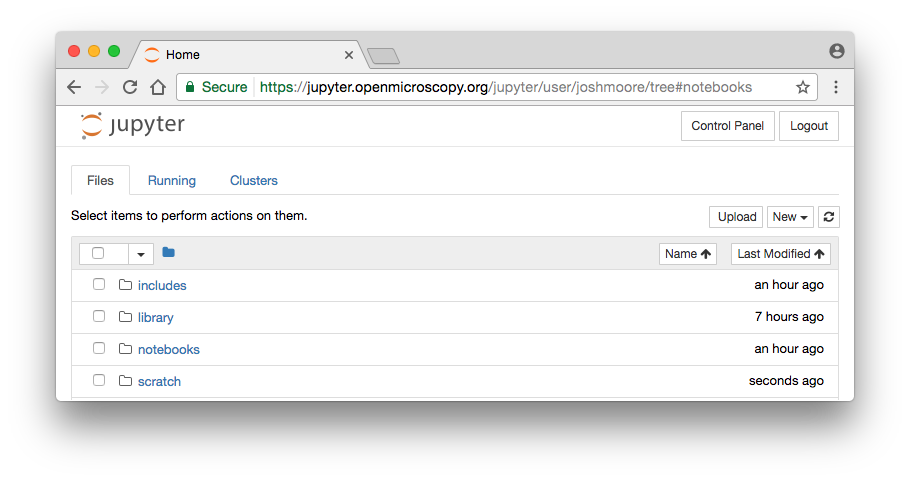 Home
Secure https://jupyter.openmicroscopy.org/jupyter/user/joshmoore/tree#notebooks
jupyter Control Panel Logout
Files Running Clusters
Select items to perform actions on them. Upload New
Name Last Modified
includes an hour ago
library 7 hours ago
notebooks an hour ago
scratch seconds ago